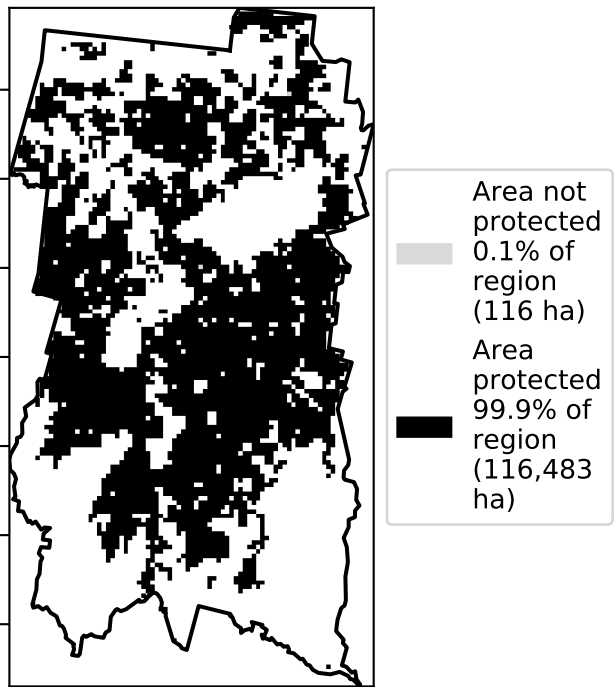 Area not
protected
0.1% of
region
(116 ha)
Area
protected
99.9% of
region
(116,483
ha)